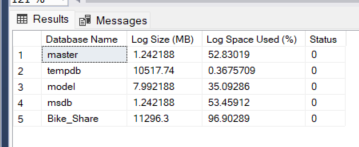 121 %
Results Messages
Database Name Log Size (MB) Log Space Used (%) Status
1 master 1.242188 52.83019 0
2 tempdb 10517.74 0.3675709 0
3 model 7.992188 35.09286 0
4 msdb 1.242188 53.45912 0
5 Bike_Share 11296.3 96.90289 0